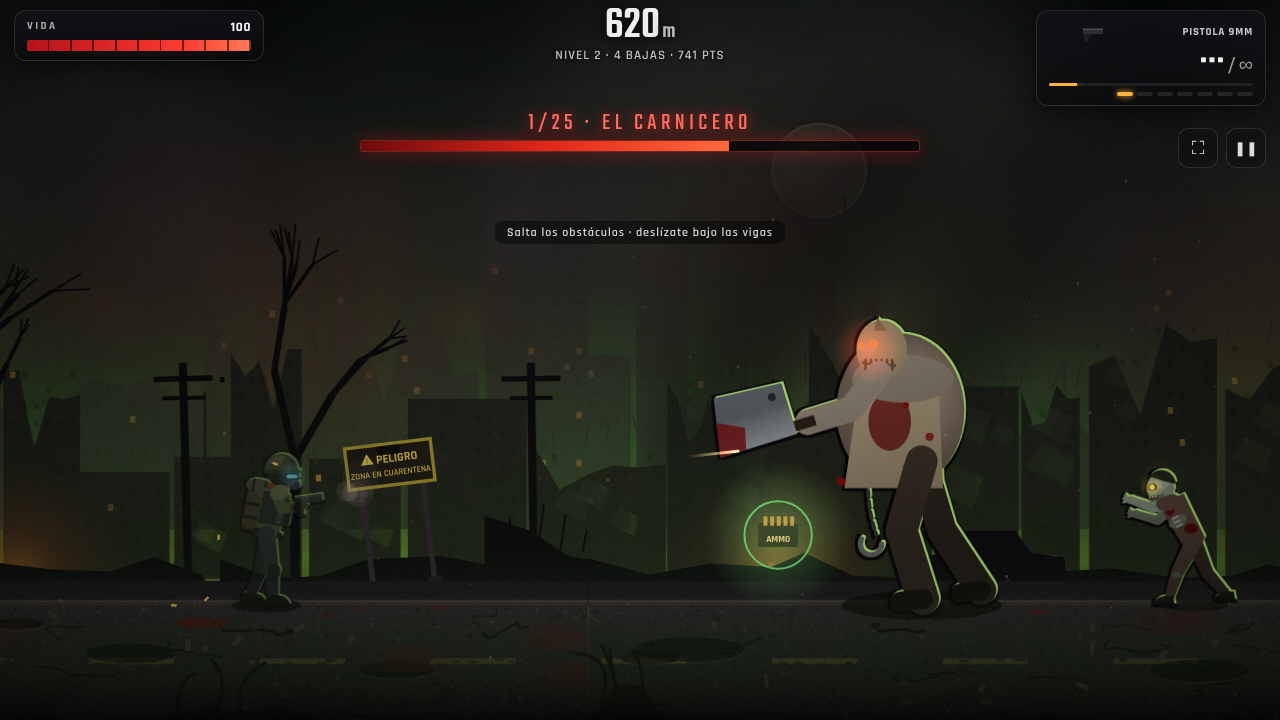 VIDA 100
620 m
NIVEL 2 · 4 BAJAS · 741 PTS
PISTOLA 9MM
▪▪▪ / ∞
1/25 · EL CARNICERO
Salta los obstáculos · deslízate bajo las vigas
PELIGRO
ZONA EN CUARENTENA
AMMO